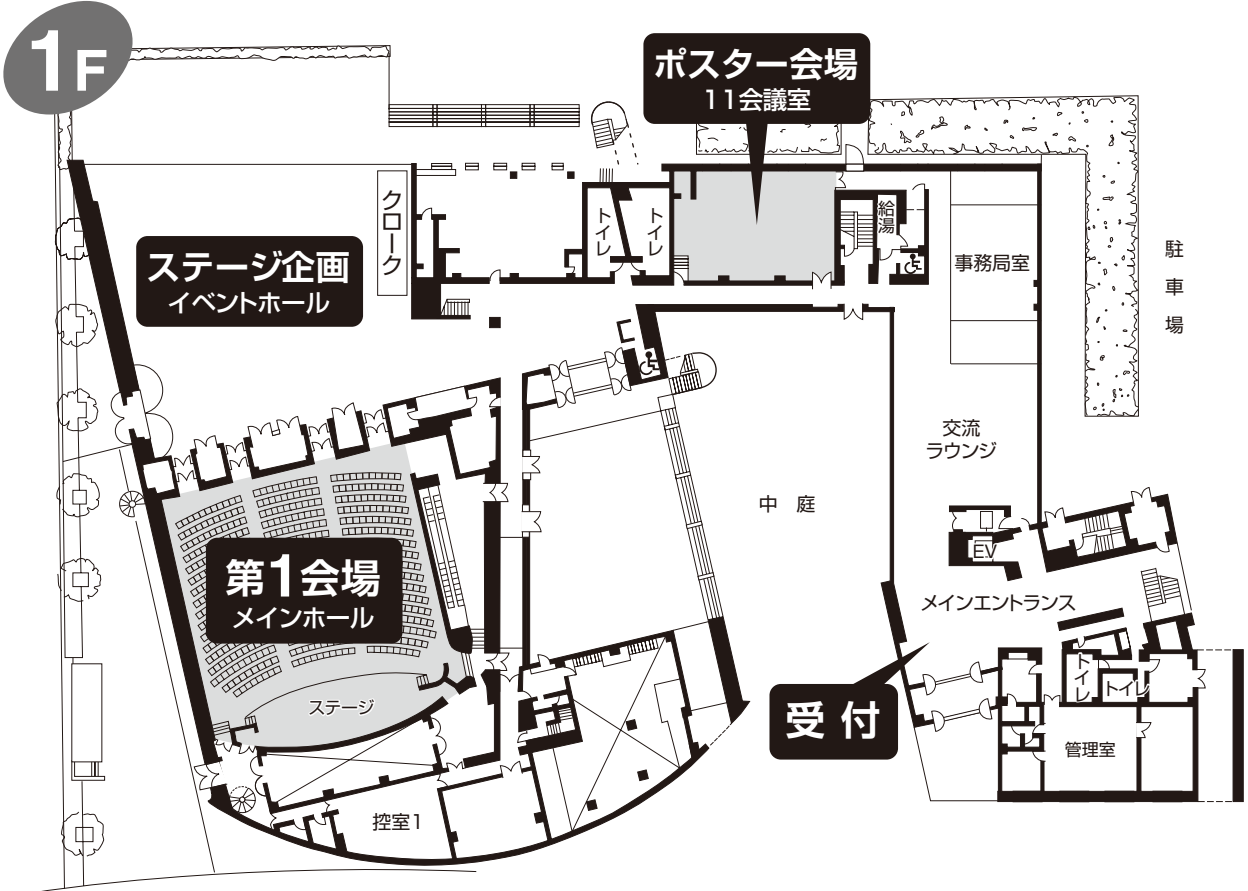 1F
ポスター会場
11会議室
クローク
トイレ
トイレ
給湯
事務局室
駐車場
ステージ企画
イベントホール
交流
ラウンジ
中庭
EV
第1会場
メインホール
メインエントランス
ステージ
受付
トイレ
トイレ
管理室
控室1